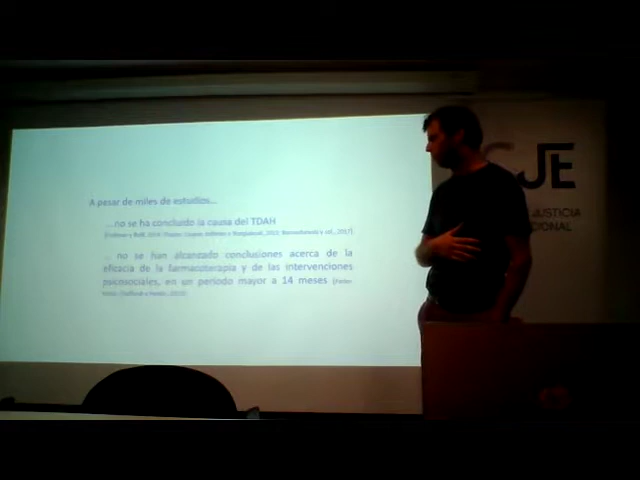 A pesar de miles de estudios...
...no se ha concluido la causa del TDAH
... no se han alcanzado conclusiones acerca de la
eficacia de la farmacoterapia y de las intervenciones
psicosociales, en un periodo mayor a 14 meses
JE
JUSTICIA